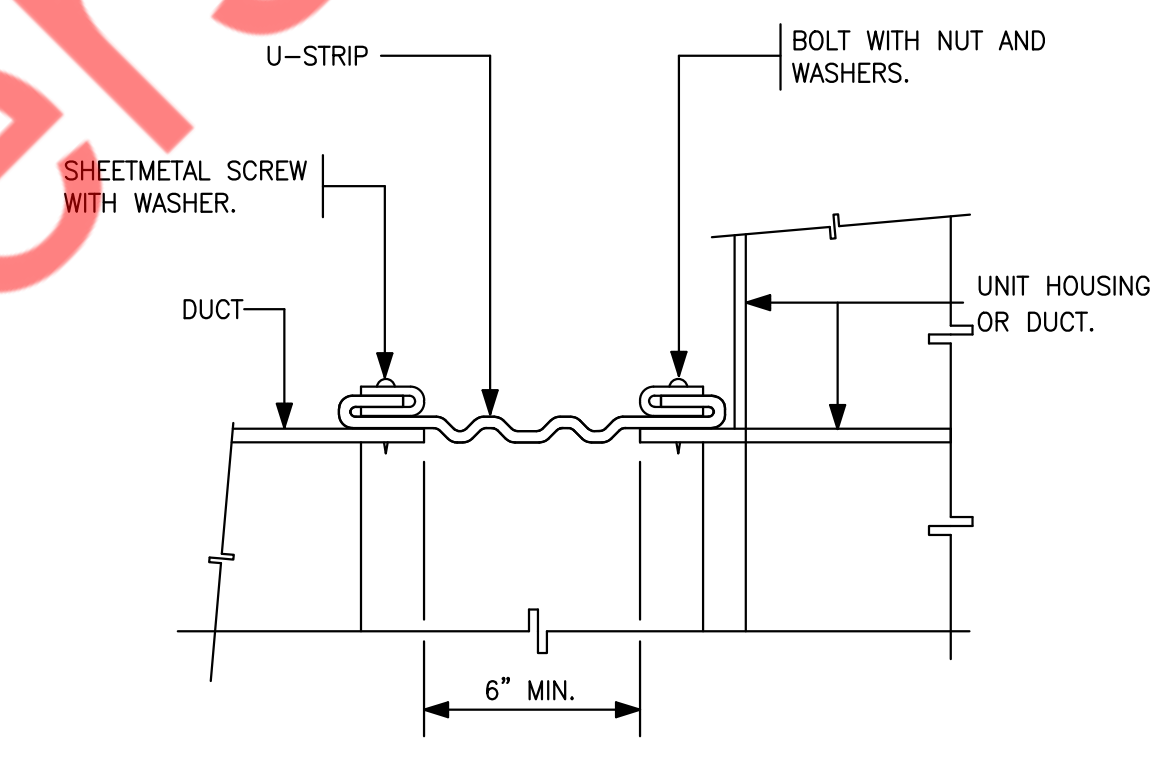 U-STRIP
BOLT WITH NUT AND
WASHERS.
SHEETMETAL SCREW
WITH WASHER.
DUCT
UNIT HOUSING
OR DUCT.
6" MIN.